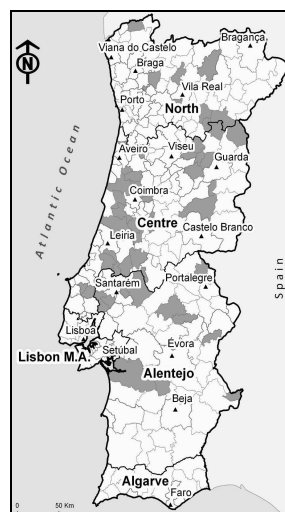 Bragança
Viana do Castelo
Braga
N
Vila Real
Porto
North
Aveiro
Viseu
Guarda
Atlantic Ocean
Coimbra
Centre
Leiria
Castelo Branco
Spain
Portalegre
Santarém
Lisboa
Lisbon M.A.
Setúbal
Évora
Alentejo
Beja
Algarve
Faro
0 50 Km